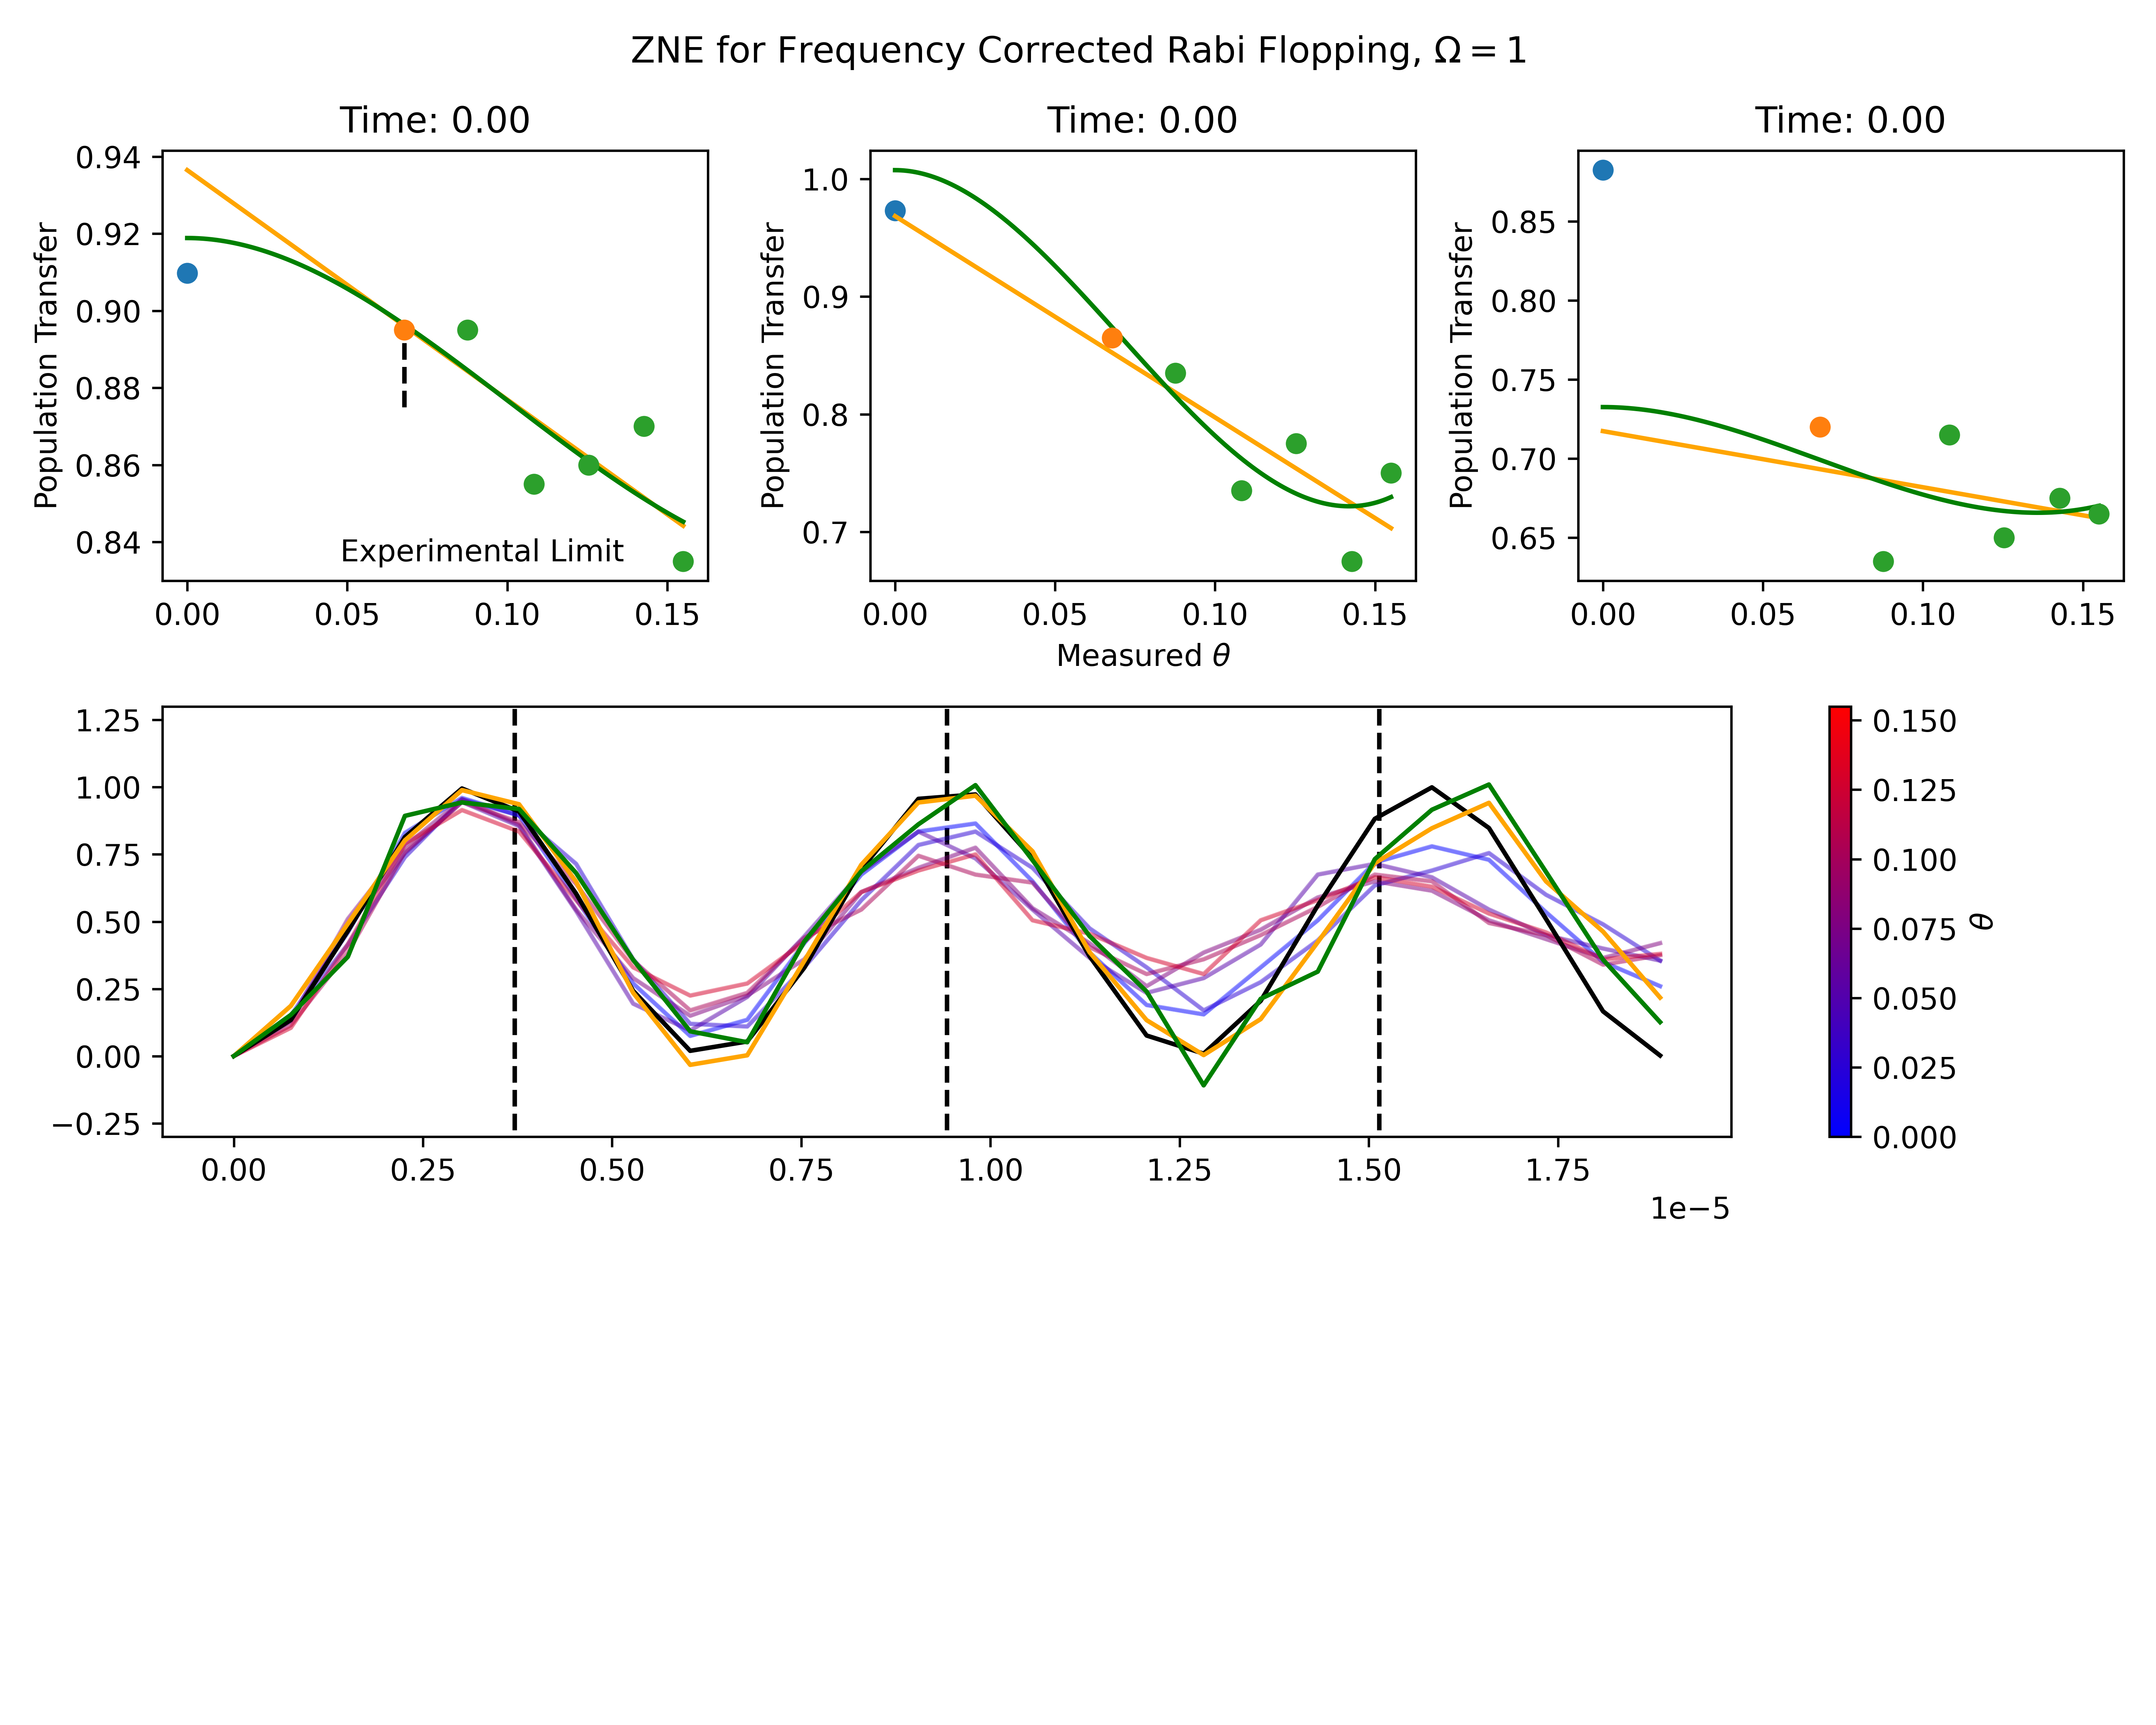 ZNE for Frequency Corrected Rabi Flopping, Ω = 1
Time: 0.00
Time: 0.00
Time: 0.00
Population Transfer
0.94
0.92
0.90
0.88
0.86
0.84
Experimental Limit
0.00 0.05 0.10 0.15
Population Transfer
1.0
0.9
0.8
0.7
0.00 0.05 0.10 0.15
Measured θ
Population Transfer
0.85
0.80
0.75
0.70
0.65
0.00 0.05 0.10 0.15
1.25
1.00
0.75
0.50
0.25
0.00
−0.25
0.00 0.25 0.50 0.75 1.00 1.25 1.50 1.75
1e−5
0.150
0.125
0.100
0.075
0.050
0.025
0.000
θ